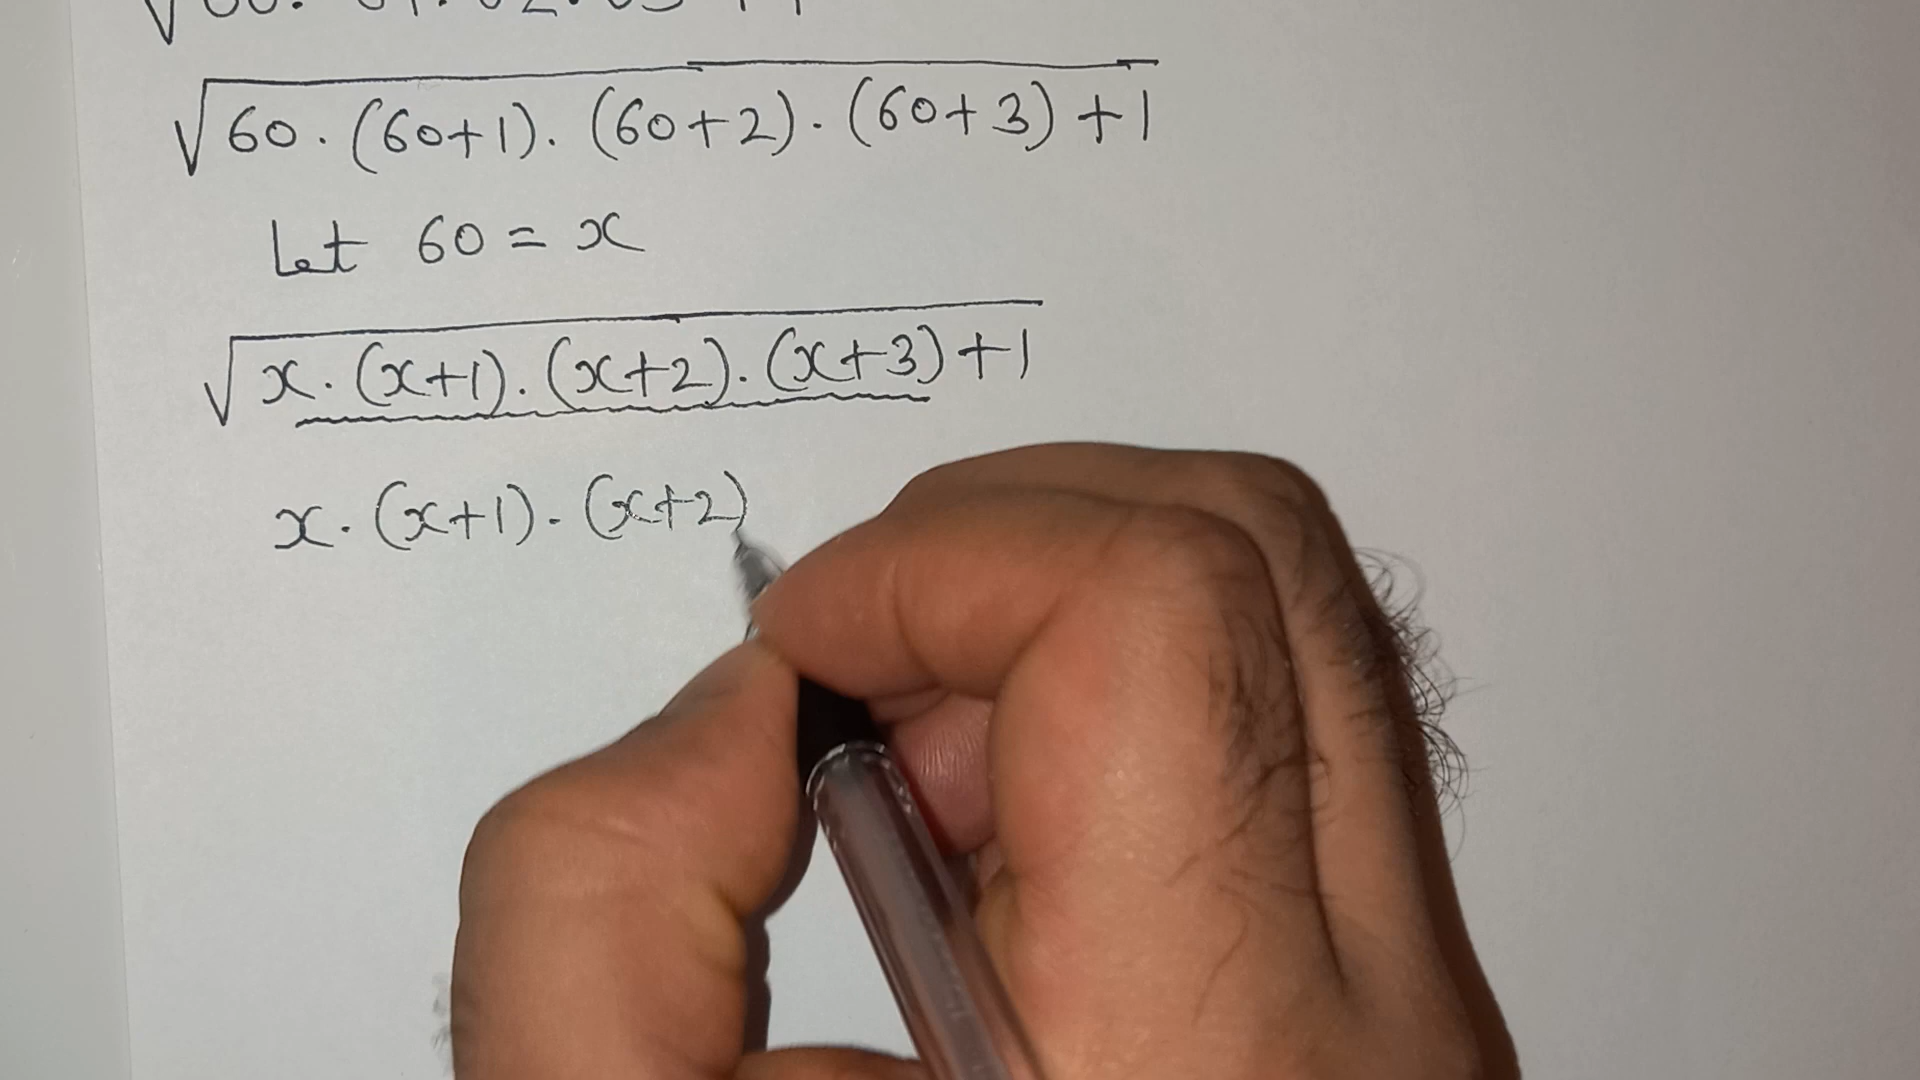 √60 · (60+1) · (60+2) · (60+3) + 1
Let 60 = x
√x · (x+1) · (x+2) · (x+3) + 1
x · (x+1) · (x+2)